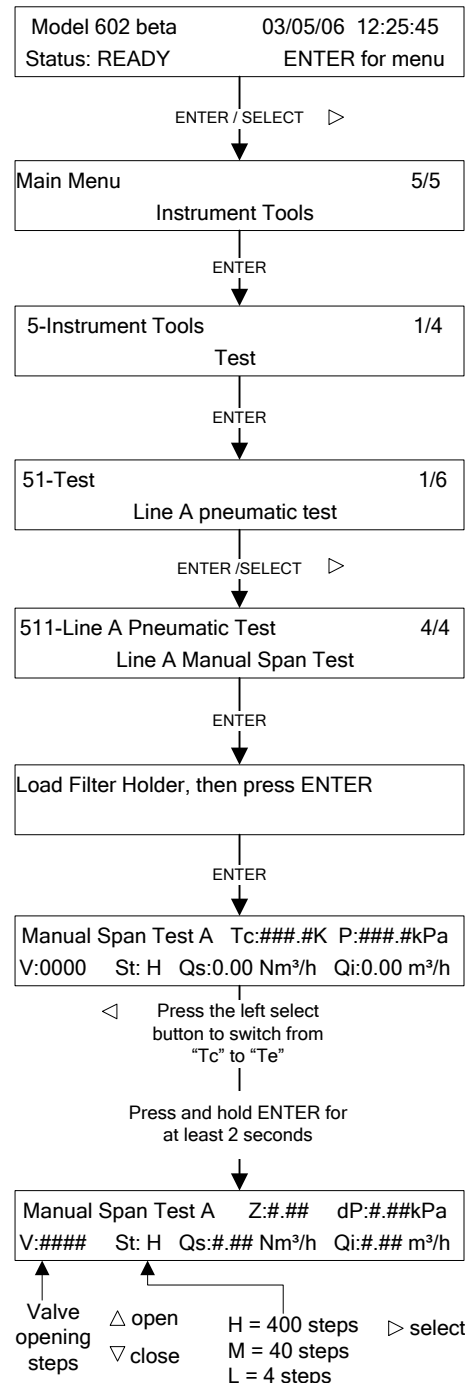 Model 602 beta 03/05/06 12:25:45
Status: READY ENTER for menu
ENTER / SELECT ▷
Main Menu 5/5
Instrument Tools
ENTER
5-Instrument Tools 1/4
Test
ENTER
51-Test 1/6
Line A pneumatic test
ENTER /SELECT ▷
511-Line A Pneumatic Test 4/4
Line A Manual Span Test
ENTER
Load Filter Holder, then press ENTER
ENTER
Manual Span Test A Tc:###.#K P:###.#kPa
V:0000 St: H Qs:0.00 Nm³/h Qi:0.00 m³/h
◁ Press the left select
button to switch from
“Tc” to “Te”
Press and hold ENTER for
at least 2 seconds
Manual Span Test A Z:#.## dP:#.##kPa
V:#### St: H Qs:#.## Nm³/h Qi:#.## m³/h
Valve
opening
steps
△ open
▽ close
H = 400 steps
M = 40 steps
L = 4 steps
▷ select